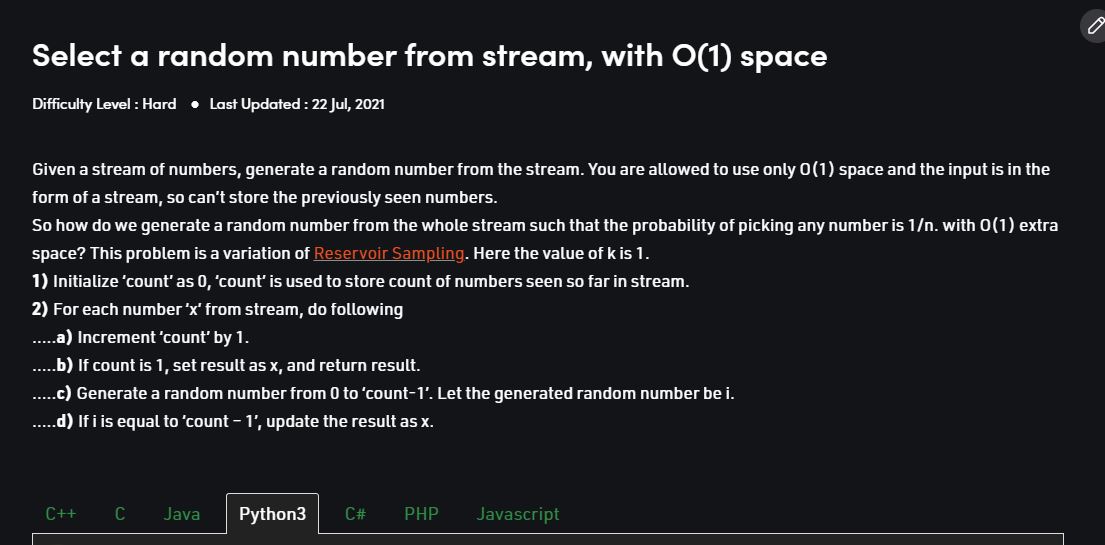 Select a random number from stream, with O(1) space
Difficulty Level : Hard ● Last Updated : 22 Jul, 2021
Given a stream of numbers, generate a random number from the stream. You are allowed to use only O(1) space and the input is in the
form of a stream, so can't store the previously seen numbers.
So how do we generate a random number from the whole stream such that the probability of picking any number is 1/n. with O(1) extra
space? This problem is a variation of Reservoir Sampling. Here the value of k is 1.
1) Initialize 'count' as 0, 'count' is used to store count of numbers seen so far in stream.
2) For each number 'x' from stream, do following
.....a) Increment 'count' by 1.
.....b) If count is 1, set result as x, and return result.
.....c) Generate a random number from 0 to 'count-1'. Let the generated random number be i.
.....d) If i is equal to 'count – 1', update the result as x.
C++ C Java Python3 C# PHP Javascript